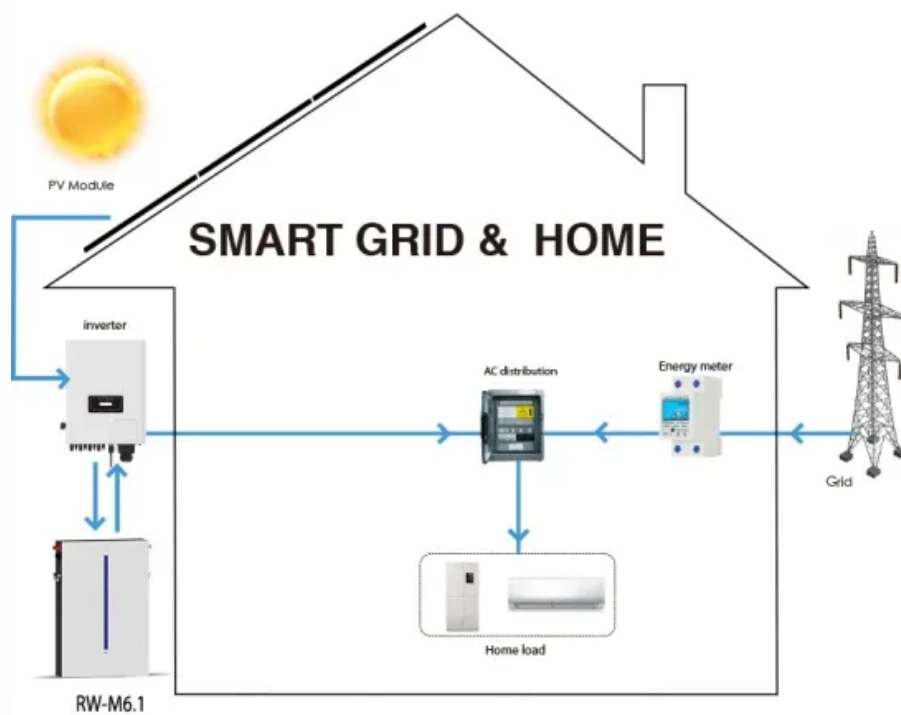 PV Module
SMART GRID & HOME
inverter
AC distribution
Energy meter
Grid
Home load
RW-M6.1